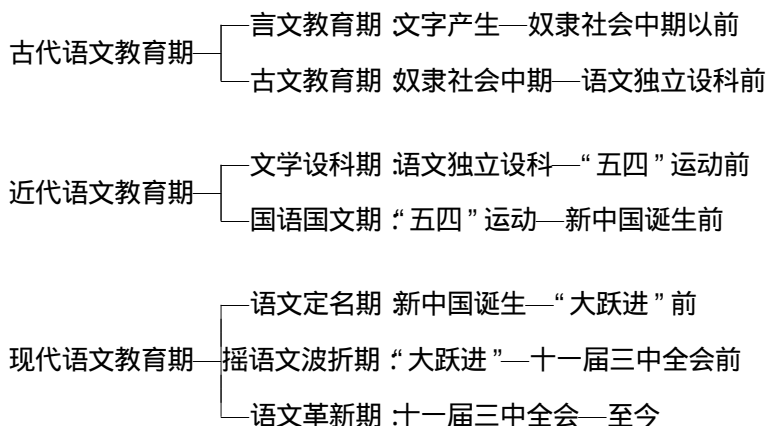 言文教育期:文字产生—奴隶社会中期以前
古代语文教育期
古文教育期:奴隶社会中期—语文独立设科前
文学设科期:语文独立设科—“五四”运动前
近代语文教育期
国语国文期:“五四”运动—新中国诞生前
语文定名期:新中国诞生—“大跃进”前
现代语文教育期—摇语文波折期:“大跃进”—十一届三中全会前
语文革新期:十一届三中全会—至今